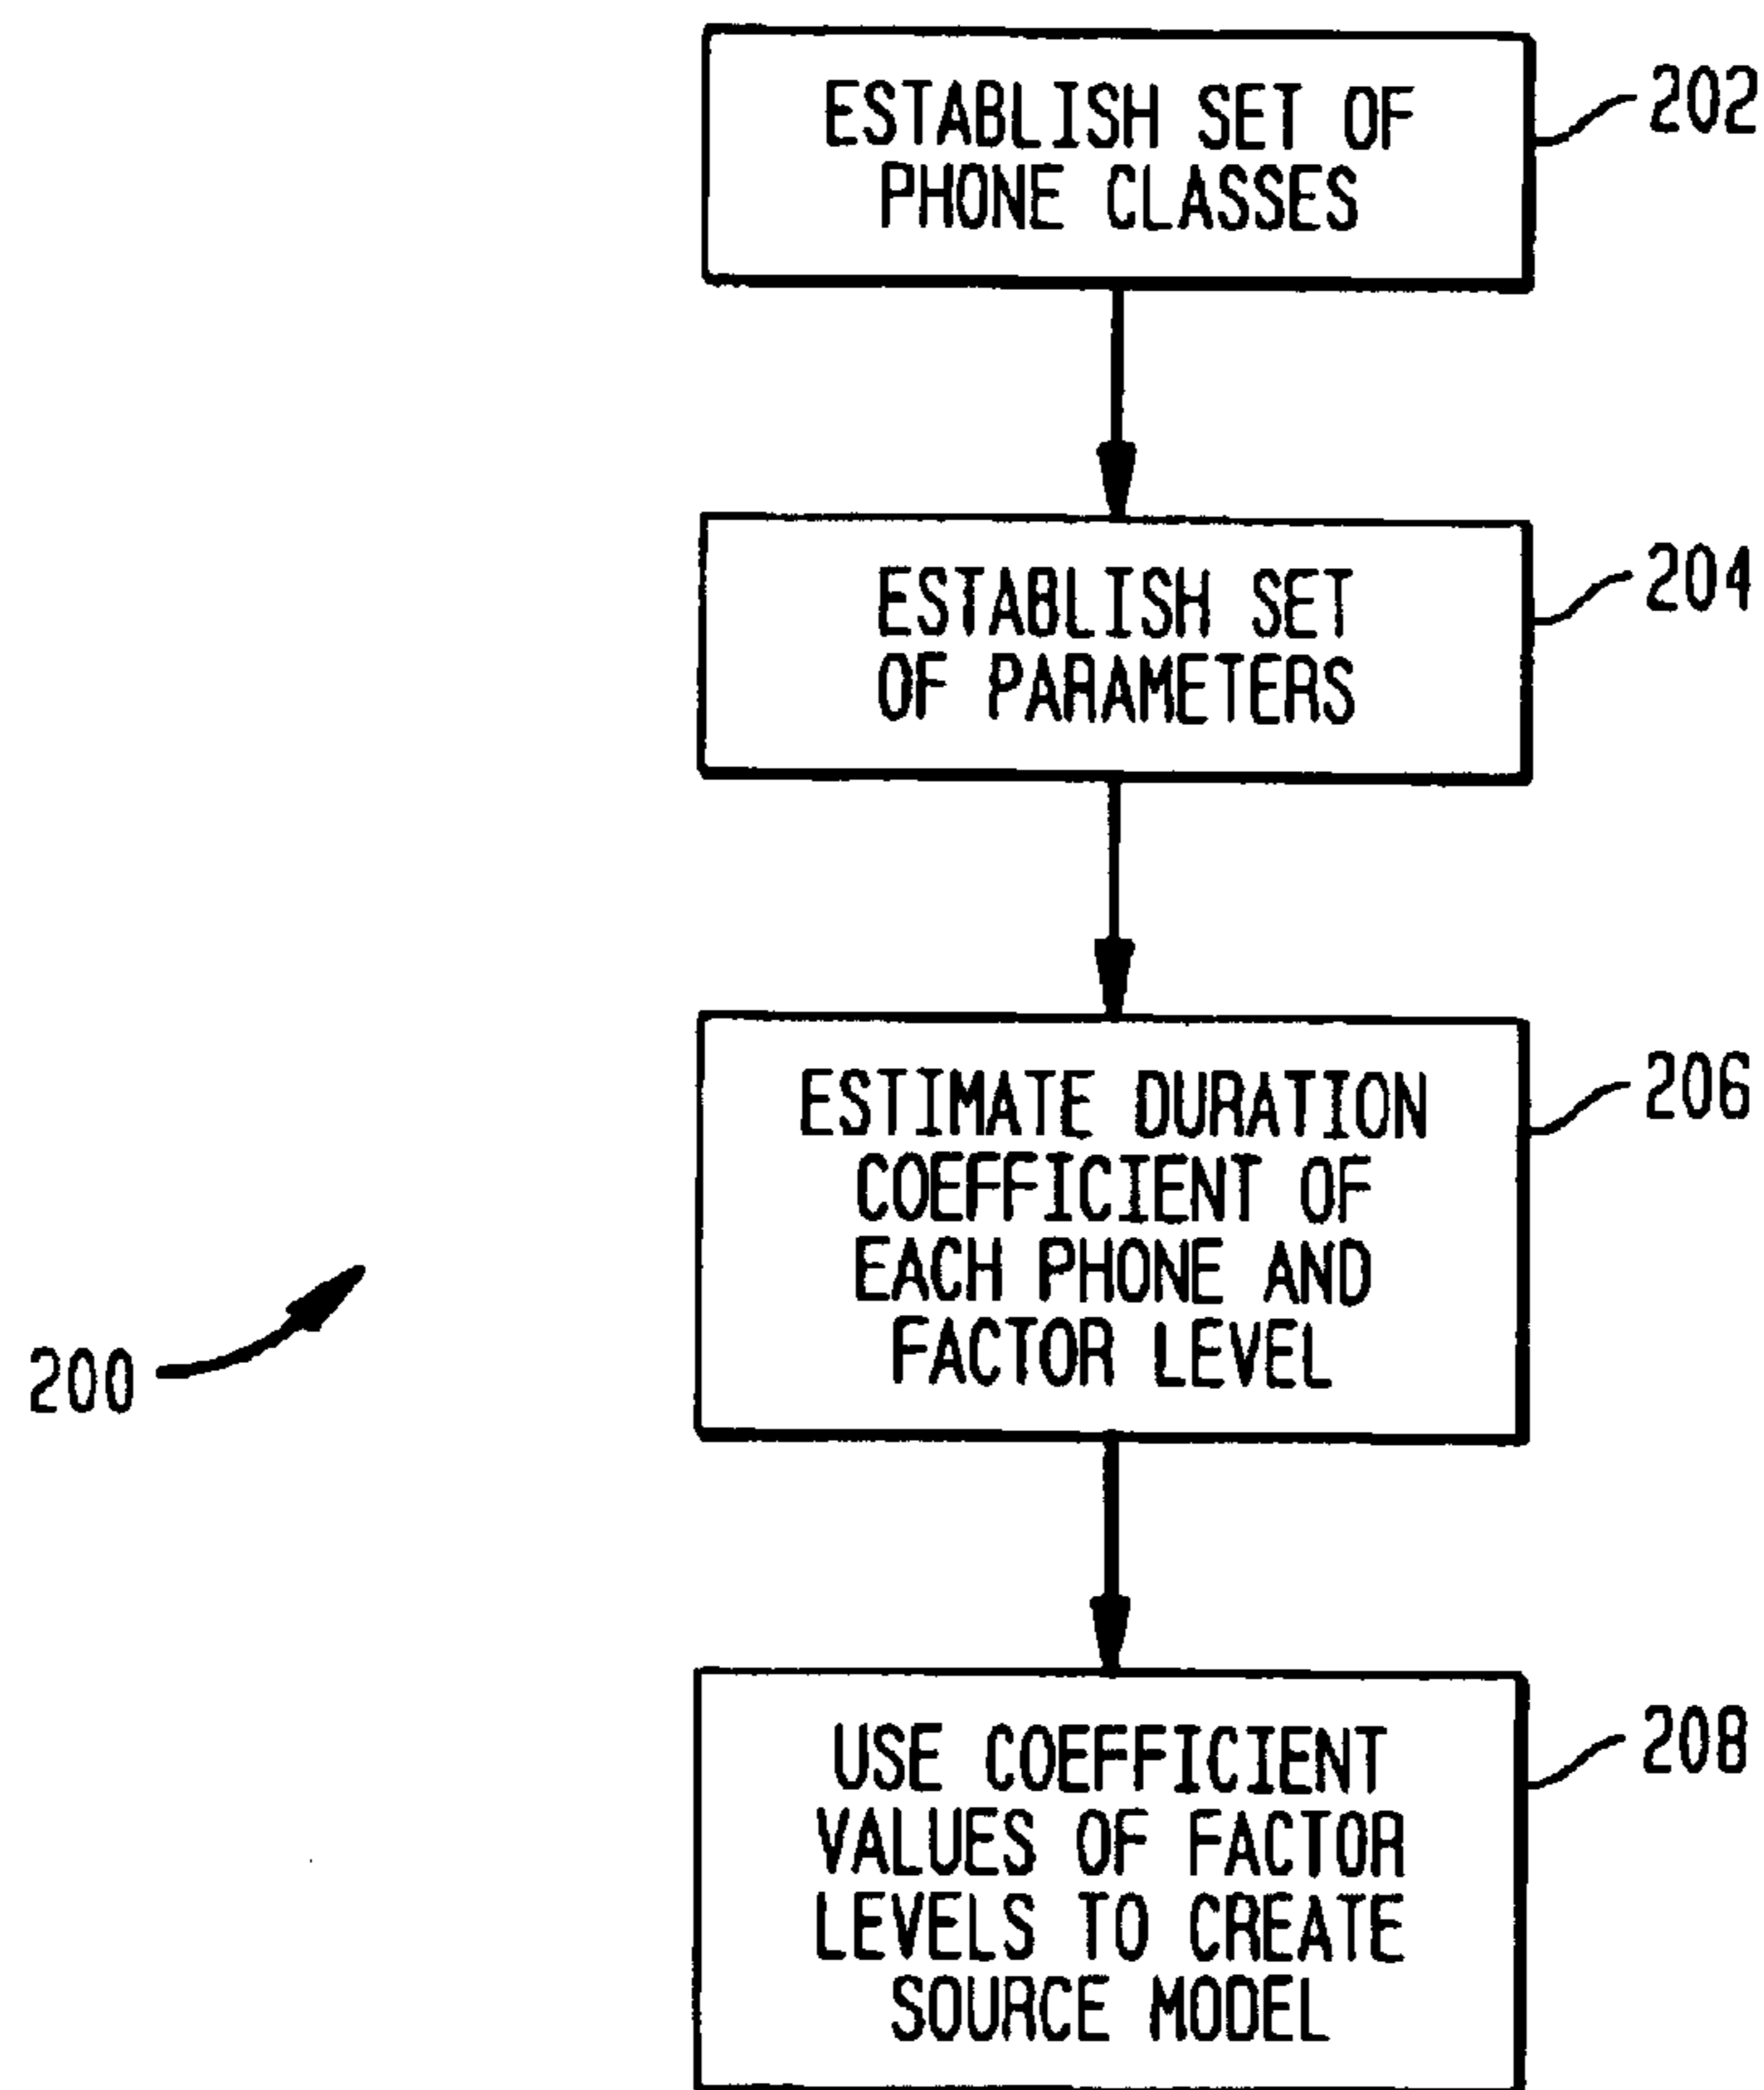 ESTABLISH SET OF
PHONE CLASSES
202
ESTABLISH SET
OF PARAMETERS
204
ESTIMATE DURATION
COEFFICIENT OF
EACH PHONE AND
FACTOR LEVEL
206
200
USE COEFFICIENT
VALUES OF FACTOR
LEVELS TO CREATE
SOURCE MODEL
208